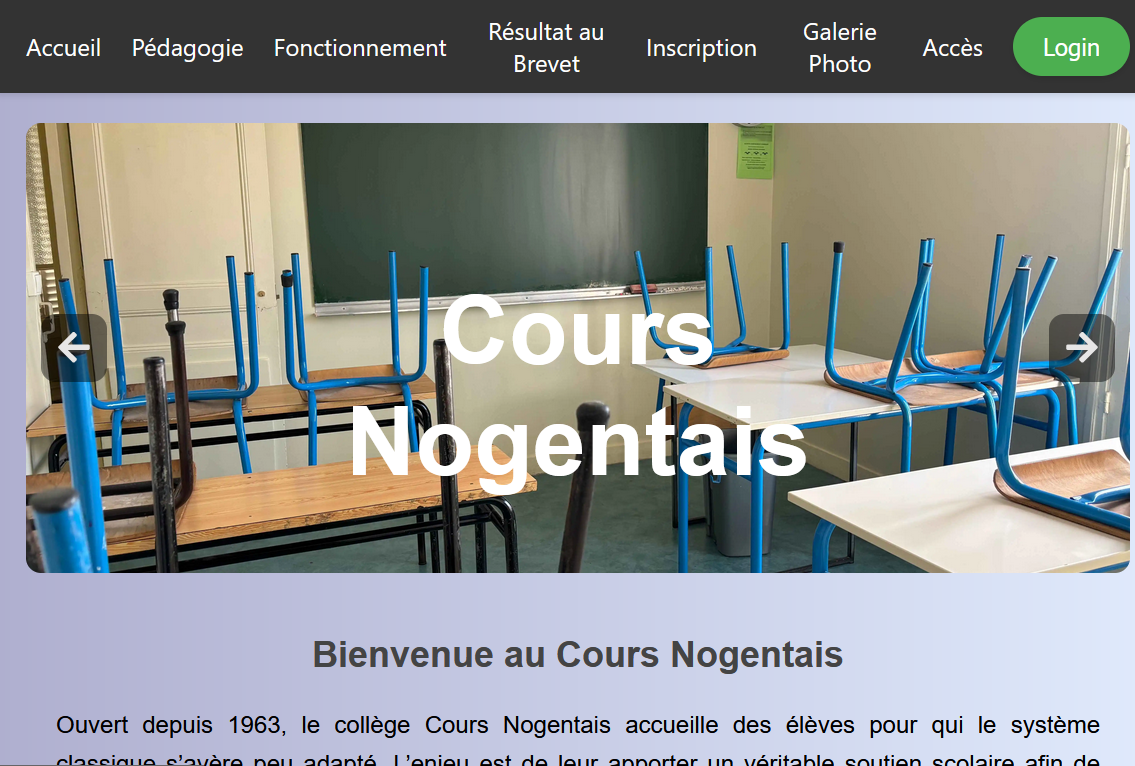 Accueil
Pédagogie
Fonctionnement
Résultat au
Brevet
Inscription
Galerie
Photo
Accès
Login
Cours
Nogentais
Bienvenue au Cours Nogentais
Ouvert depuis 1963, le collège Cours Nogentais accueille des élèves pour qui le système
classique s’avère peu adapté. L’enjeu est de leur apporter un véritable soutien scolaire afin de